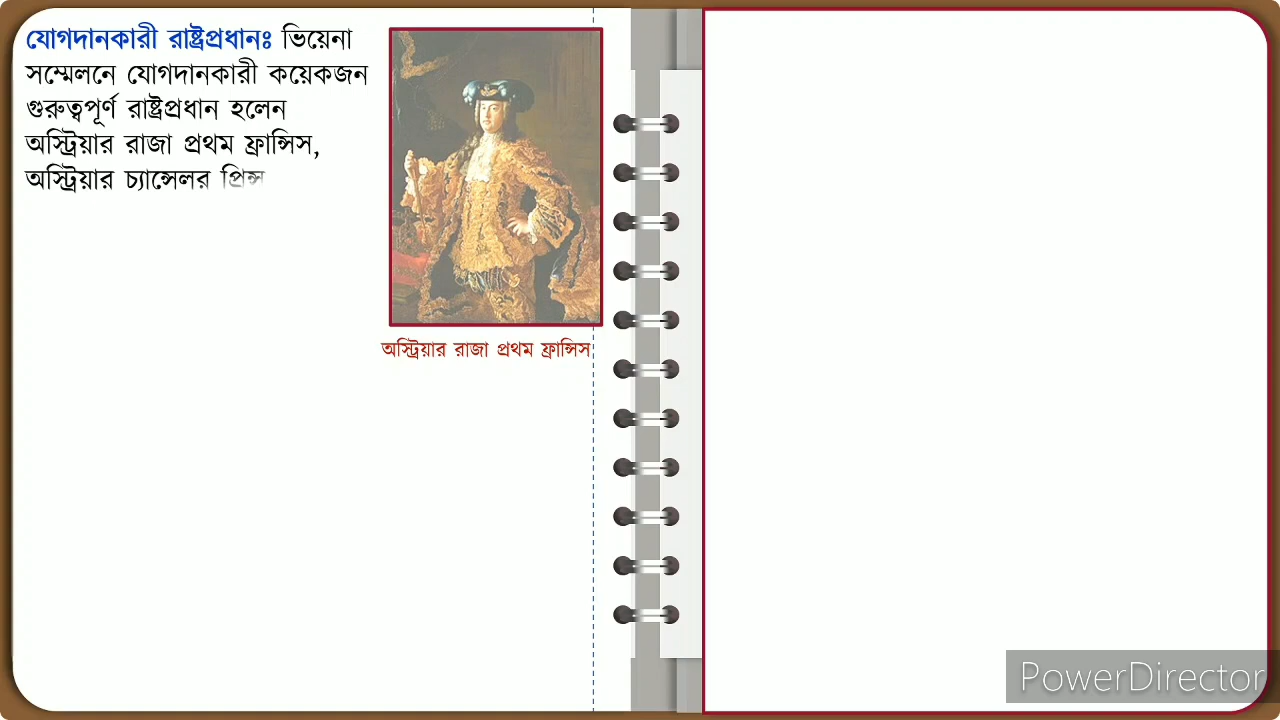 যোগদানকারী রাষ্ট্রপ্রধানঃ ভিয়েনা
সম্মেলনে যোগদানকারী কয়েকজন
গুরুত্বপূর্ণ রাষ্ট্রপ্রধান হলেন
অস্ট্রিয়ার রাজা প্রথম ফ্রান্সিস,
অস্ট্রিয়ার চ্যান্সেলর প্রিন্স
অস্ট্রিয়ার রাজা প্রথম ফ্রান্সিস
PowerDirector